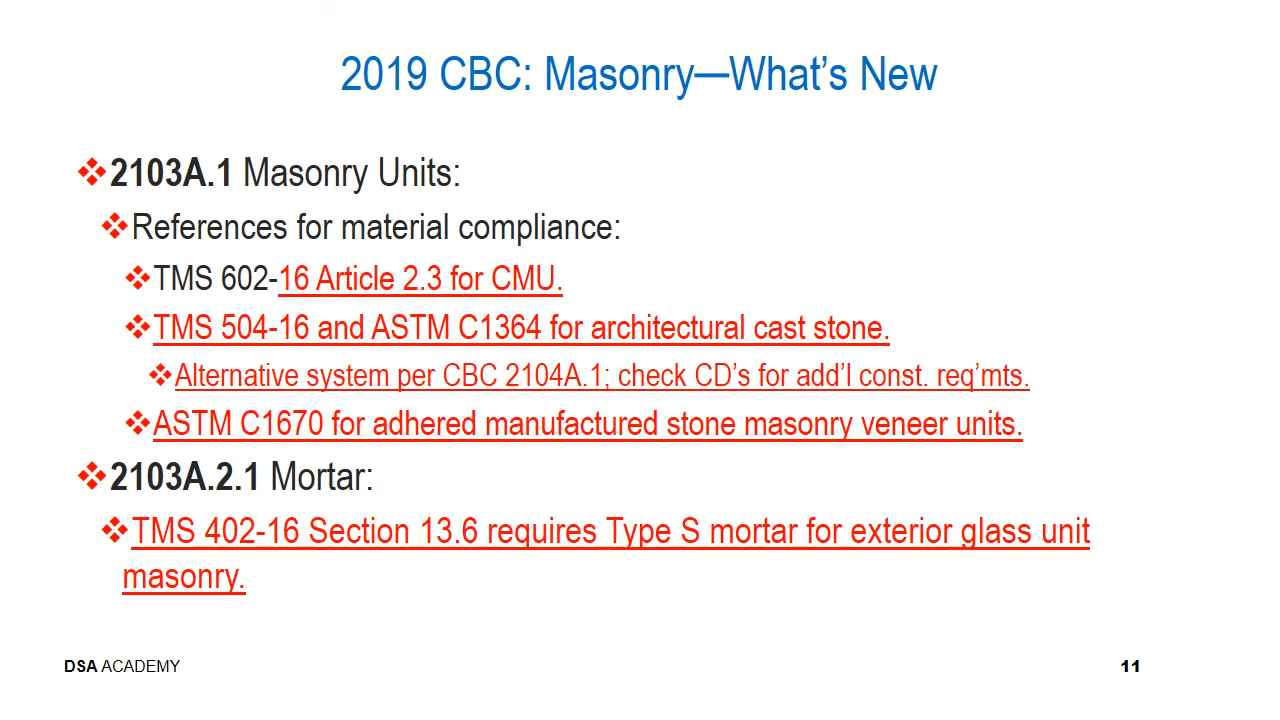 2019 CBC: Masonry—What’s New
❖2103A.1 Masonry Units:
❖References for material compliance:
❖TMS 602-16 Article 2.3 for CMU.
❖TMS 504-16 and ASTM C1364 for architectural cast stone.
❖Alternative system per CBC 2104A.1; check CD’s for add’l const. req’mts.
❖ASTM C1670 for adhered manufactured stone masonry veneer units.
❖2103A.2.1 Mortar:
❖TMS 402-16 Section 13.6 requires Type S mortar for exterior glass unit
masonry.
DSA ACADEMY
11